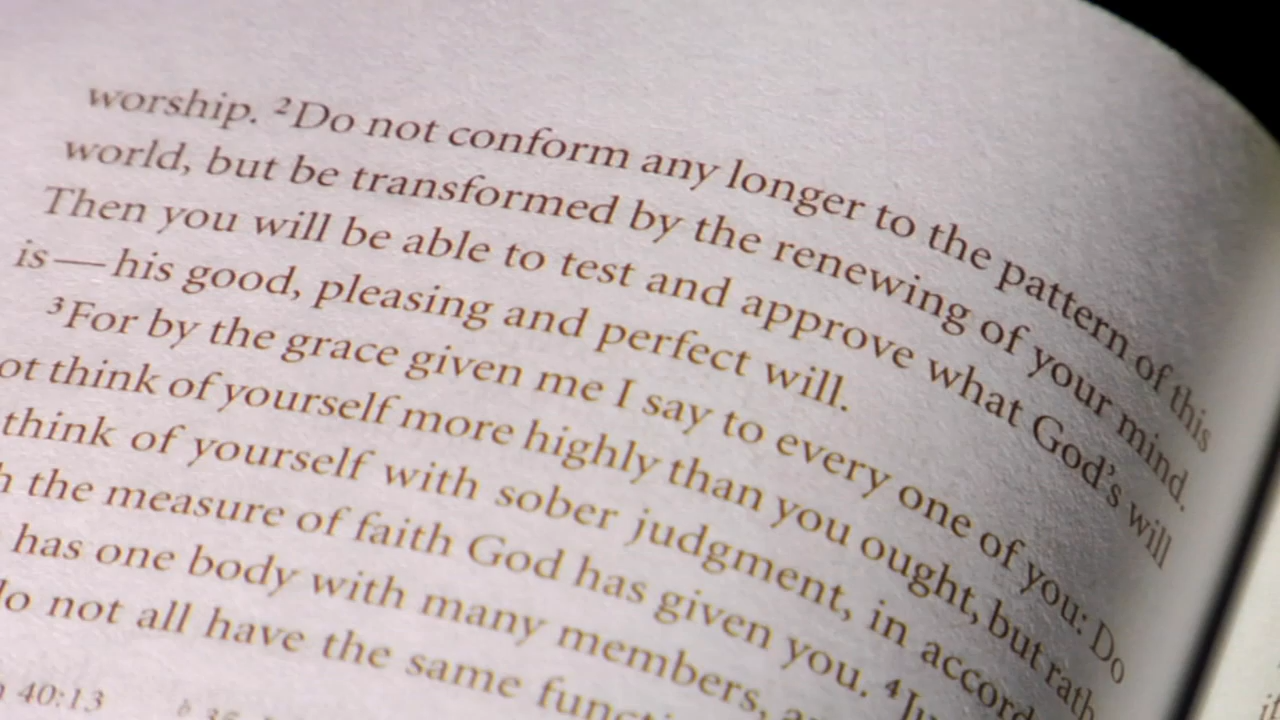 worship. ²Do not conform any longer to the pattern of this
world, but be transformed by the renewing of your mind.
Then you will be able to test and approve what God's will
is—his good, pleasing and perfect will.
³For by the grace given me I say to every one of you: Do
ot think of yourself more highly than you ought, but rath
think of yourself with sober judgment, in accord
h the measure of faith God has given you. ⁴Ju
has one body with many members, a
do not all have the same functi
40:13